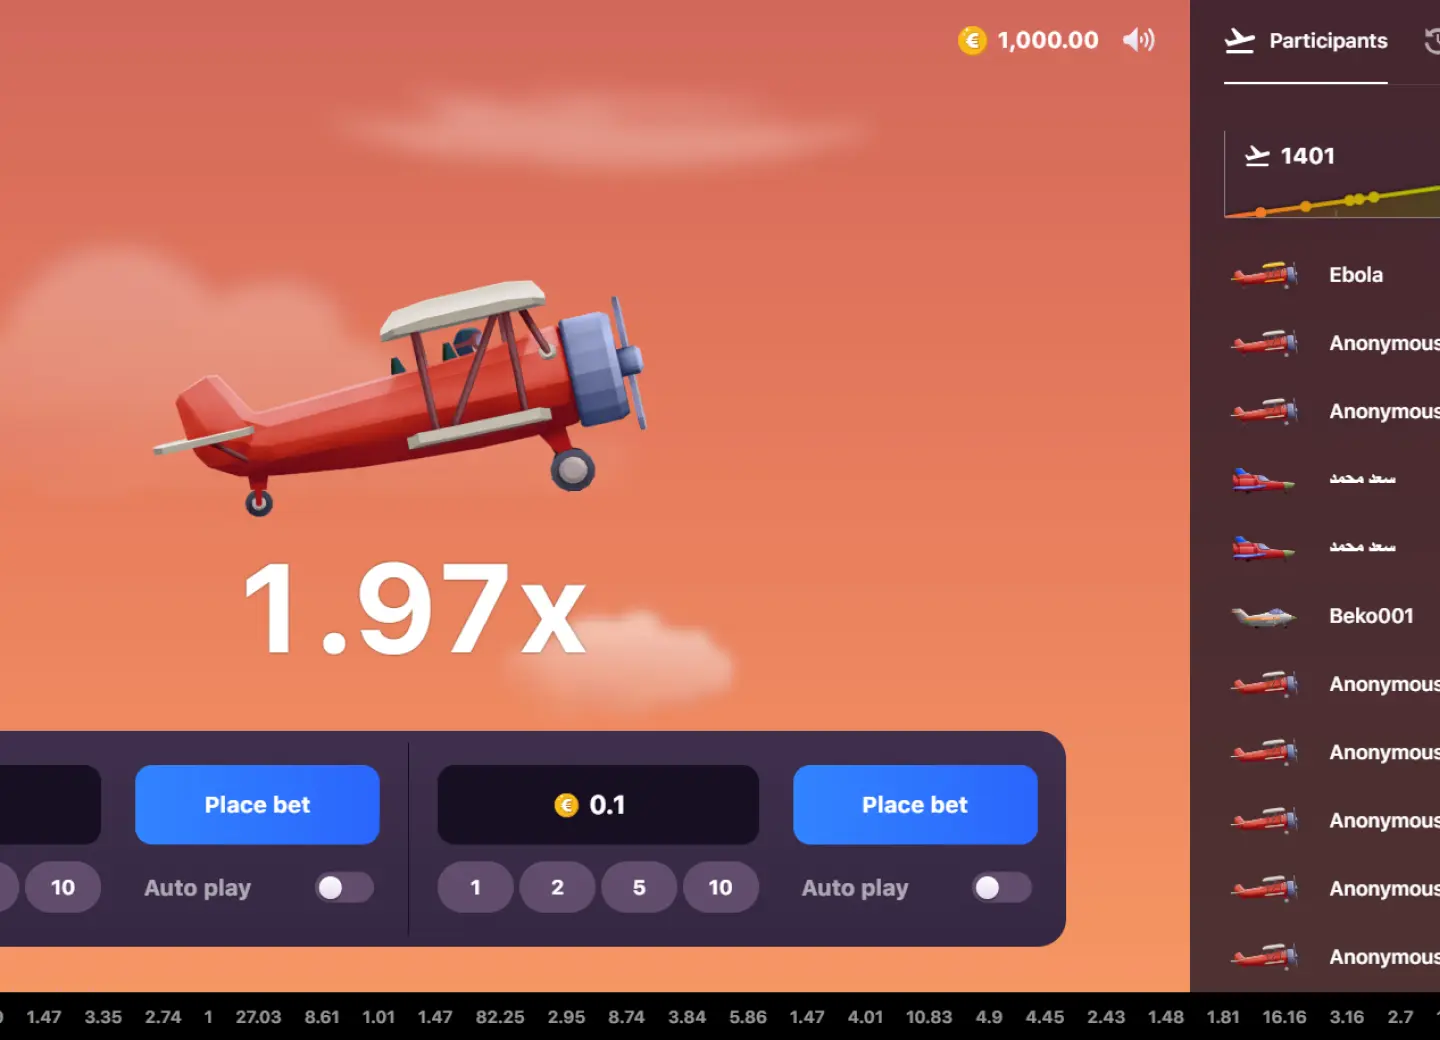 1,000.00
Participants
1401
Ebola
Anonymous
Anonymous
سعد محمد
سعد محمد
Beko001
Anonymous
Anonymous
Anonymous
Anonymous
Anonymous
1.97x
Place bet
10
Auto play
€ 0.1
Place bet
1 2 5 10
Auto play
1.47 3.35 2.74 1 27.03 8.61 1.01 1.47 82.25 2.95 8.74 3.84 5.86 1.47 4.01 10.83 4.9 4.45 2.43 1.48 1.81 16.16 3.16 2.7